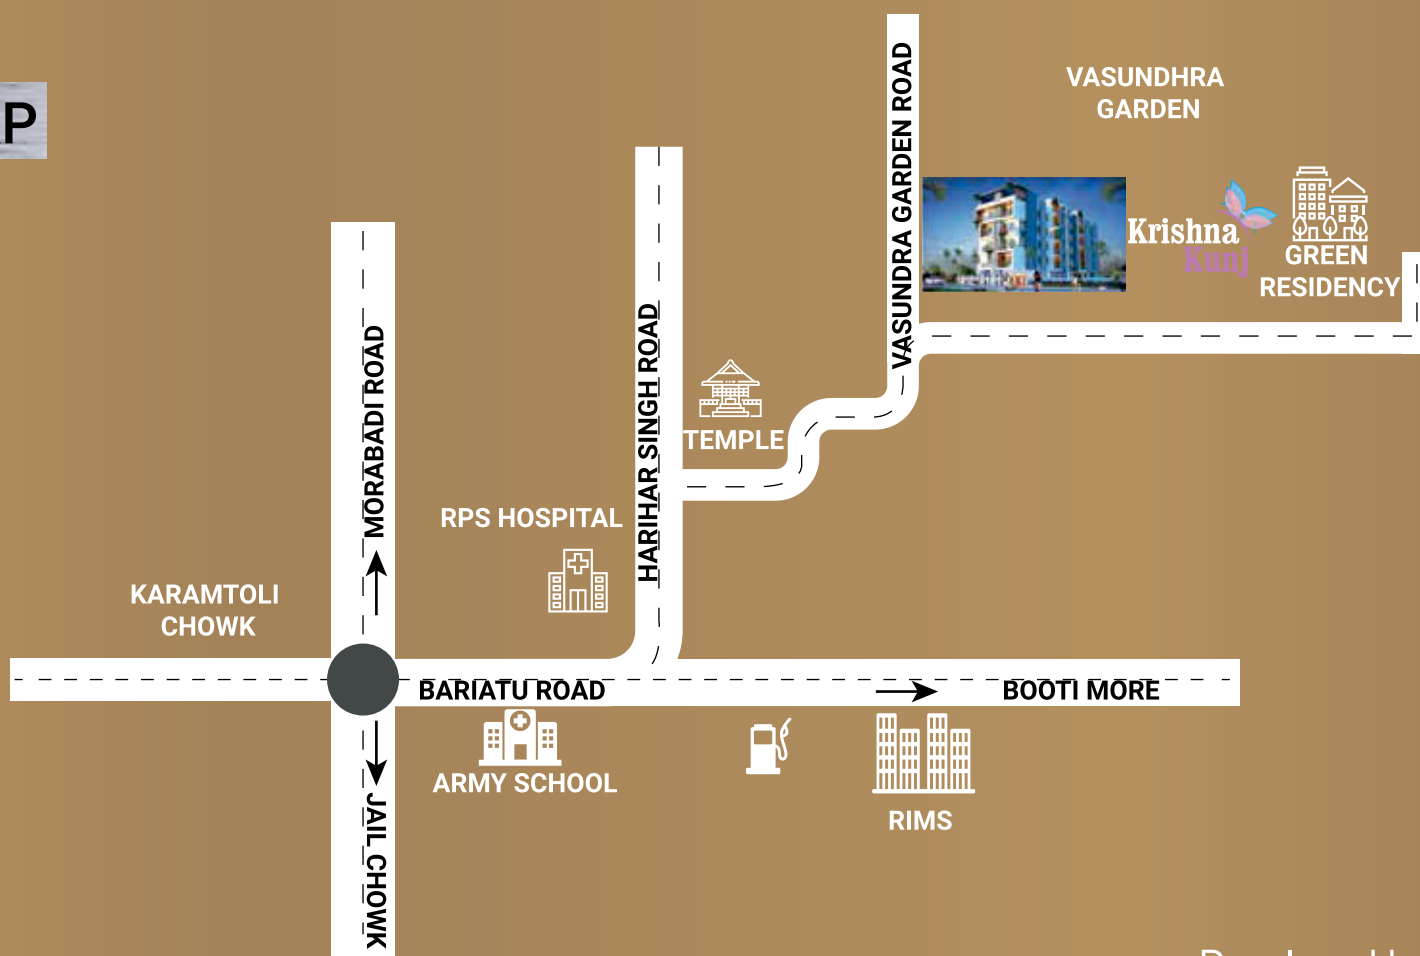 P
VASUNDRA GARDEN ROAD
VASUNDHRA
GARDEN
Krishna
Kunj
GREEN
RESIDENCY
HARIHAR SINGH ROAD
MORABADI ROAD
TEMPLE
RPS HOSPITAL
KARAMTOLI
CHOWK
BARIATU ROAD
BOOTI MORE
ARMY SCHOOL
RIMS
JAIL CHOWK